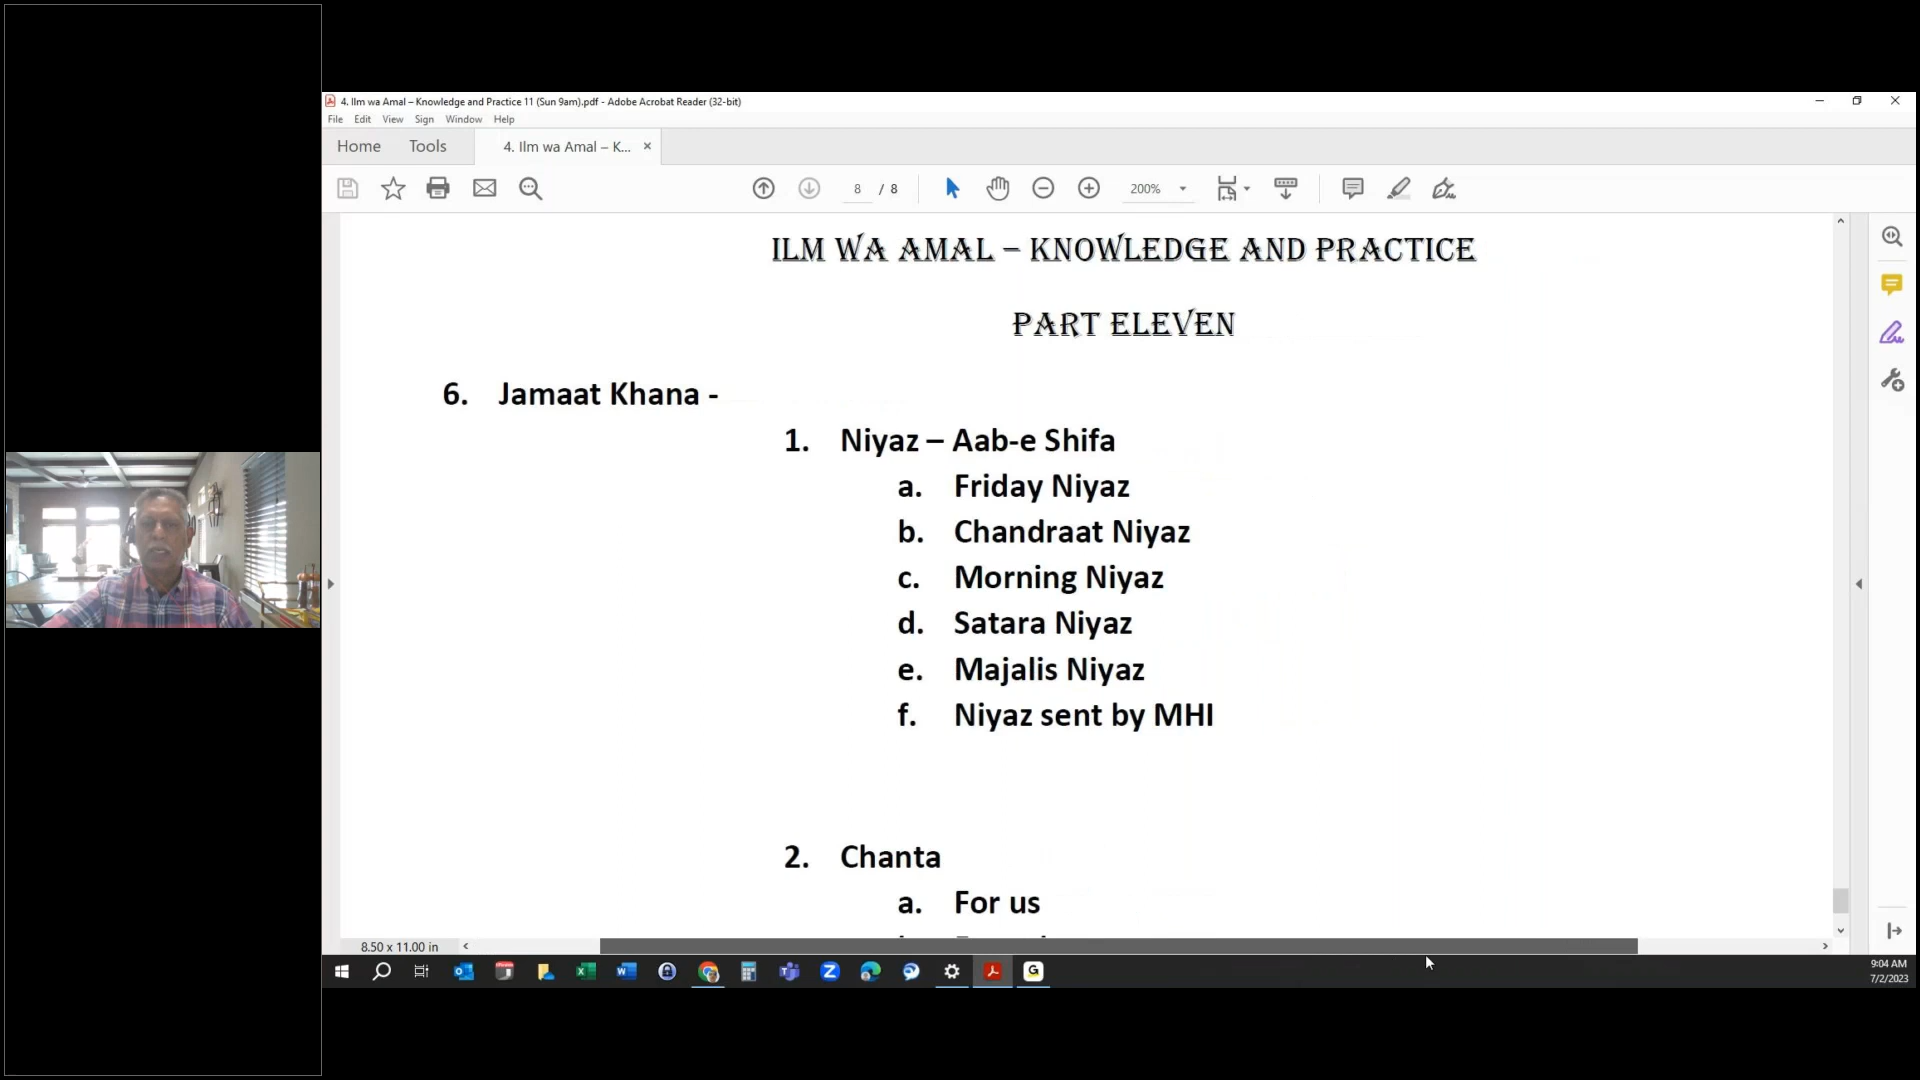 4. Ilm wa Amal – Knowledge and Practice 11 (Sun 9am).pdf - Adobe Acrobat Reader (32-bit)
File Edit View Sign Window Help
Home Tools 4. Ilm wa Amal – K...
8 / 8 200%
ILM WA AMAL – KNOWLEDGE AND PRACTICE
PART ELEVEN
6. Jamaat Khana -
1. Niyaz – Aab-e Shifa
a. Friday Niyaz
b. Chandraat Niyaz
c. Morning Niyaz
d. Satara Niyaz
e. Majalis Niyaz
f. Niyaz sent by MHI
2. Chanta
a. For us
8.50 x 11.00 in
9:04 AM
7/2/2023